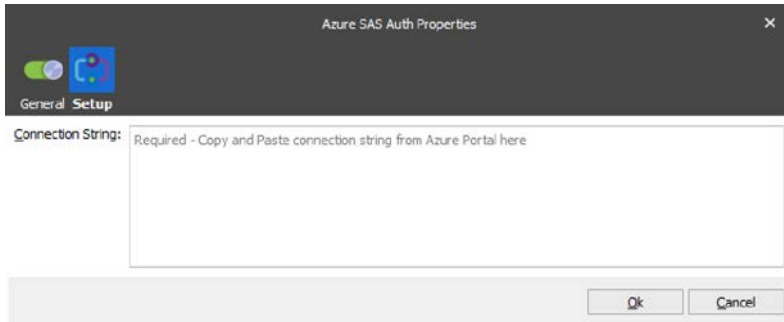 Azure SAS Auth Properties
General Setup
Connection String: Required - Copy and Paste connection string from Azure Portal here
Ok Cancel